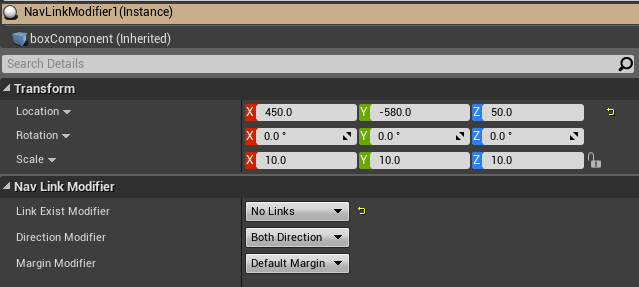 NavLinkModifier1(Instance)
boxComponent (Inherited)
Search Details
Transform
Location X 450.0 Y -580.0 Z 50.0
Rotation X 0.0 ° Y 0.0 ° Z 0.0 °
Scale X 10.0 Y 10.0 Z 10.0
Nav Link Modifier
Link Exist Modifier No Links
Direction Modifier Both Direction
Margin Modifier Default Margin